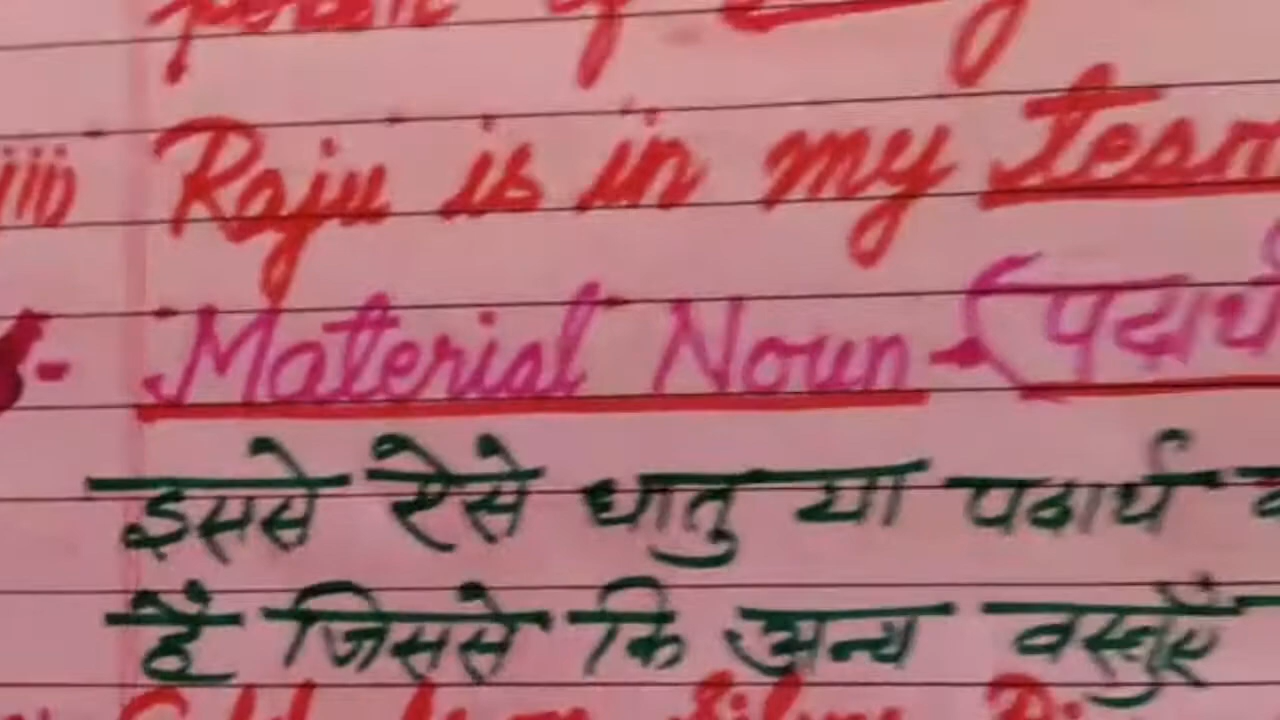 iii) Raju is in my team
Material Noun - (पदार्थ
इससे ऐसे धातु या पदार्थ
हैं जिससे कि अन्य वस्तुएँ